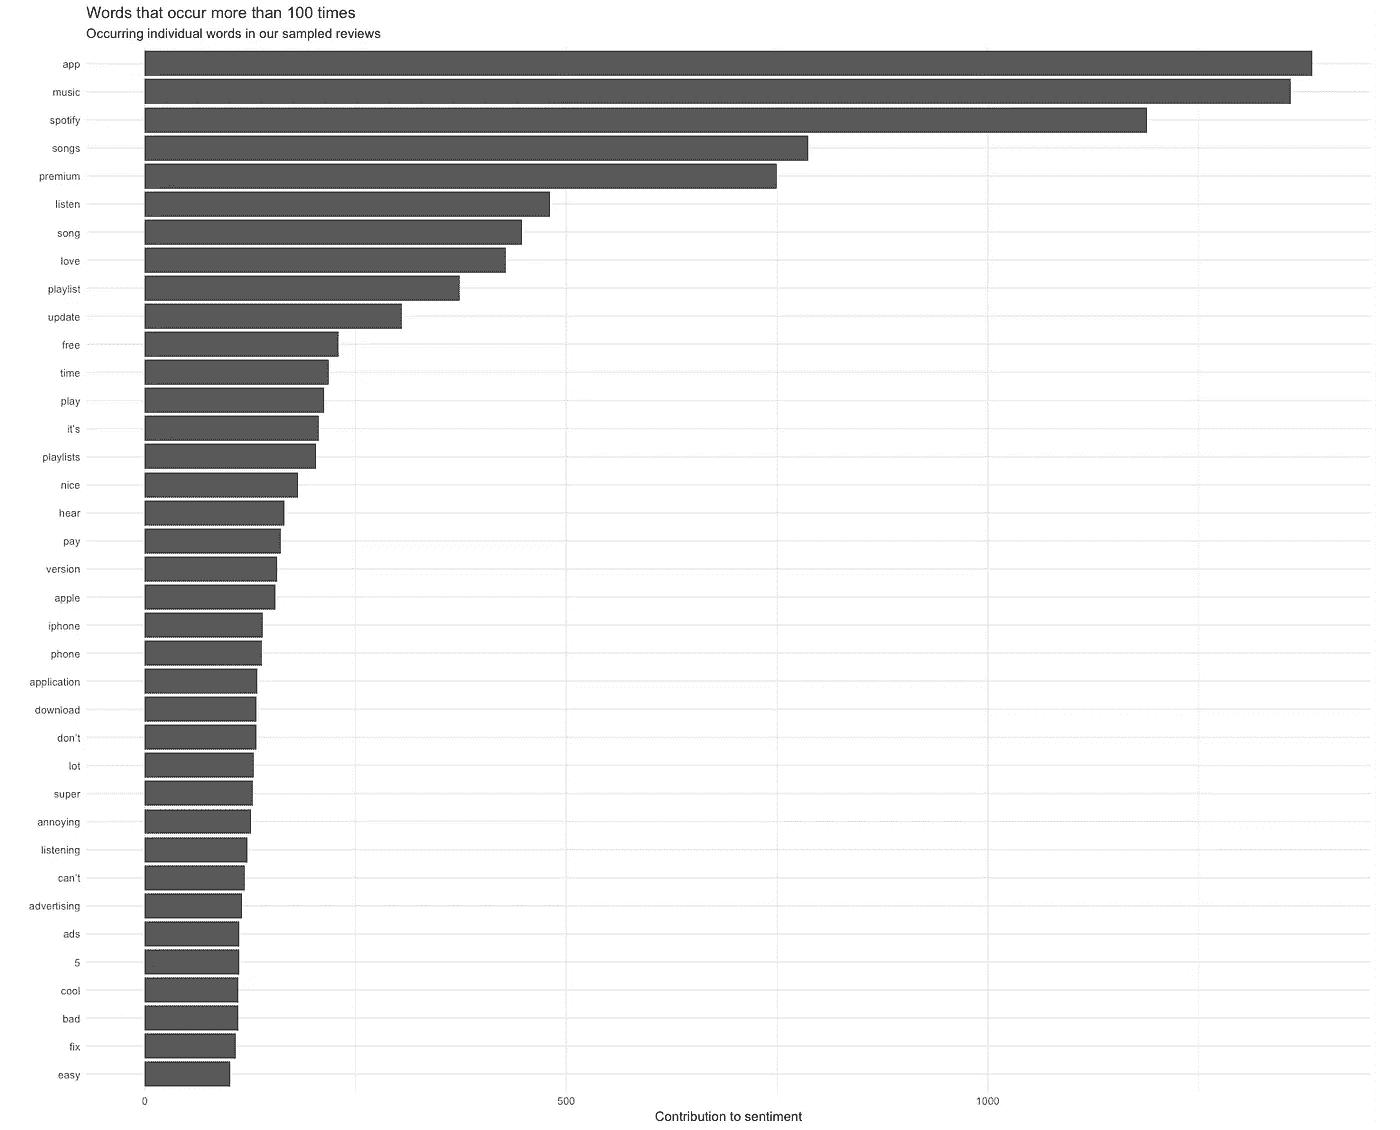 Words that occur more than 100 times
Occurring individual words in our sampled reviews
app
music
spotify
songs
premium
listen
song
love
playlist
update
free
time
play
it's
playlists
nice
hear
pay
version
apple
iphone
phone
application
download
don't
lot
super
annoying
listening
can't
advertising
ads
5
cool
bad
fix
easy
0 500 1000
Contribution to sentiment